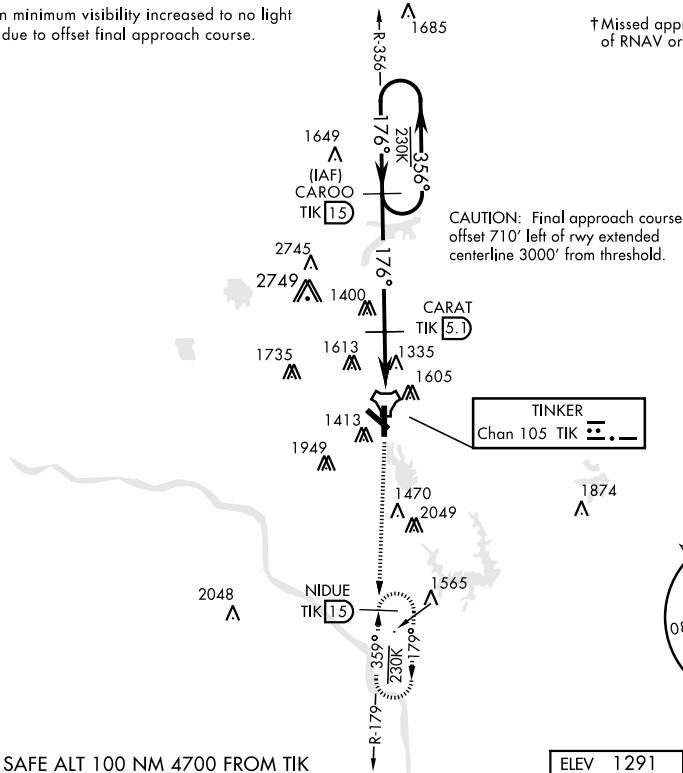 n minimum visibility increased to no light
due to offset final approach course.
1685
†Missed appr
of RNAV or
R-356
176°
230K
356°
1649
(IAF)
CAROO
TIK 15
CAUTION: Final approach course
offset 710' left of rwy extended
centerline 3000' from threshold.
2745
2749
176°
1400
CARAT
TIK 5.1
1735
1613
1335
1605
TINKER
Chan 105 TIK
1413
1949
1470
2049
1874
2048
NIDUE
TIK 15
1565
359°
230K
179°
R-179
SAFE ALT 100 NM 4700 FROM TIK
ELEV 1291